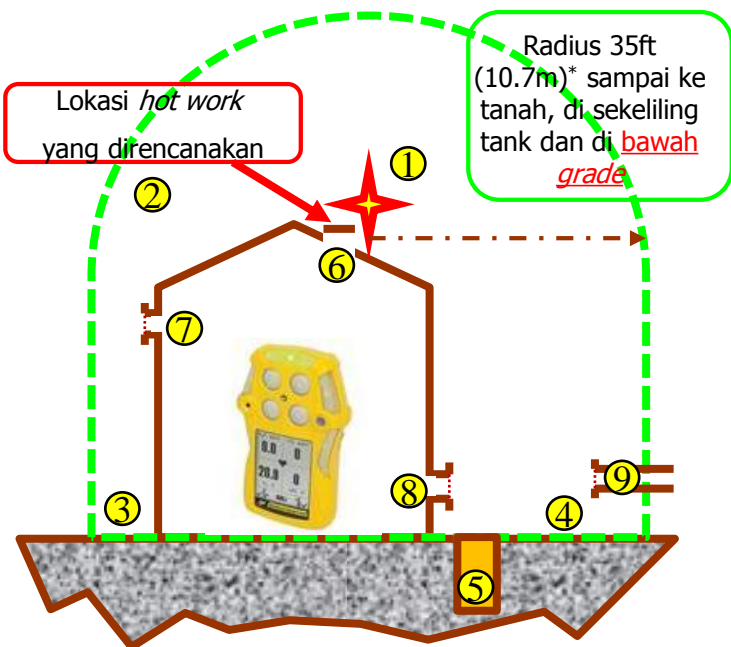 Radius 35ft
(10.7m)* sampai ke
tanah, di sekeliling
tank dan di bawah
grade
Lokasi hot work
yang direncanakan
1
2
6
7
8
9
3
4
5
0.0 0
20.9 0